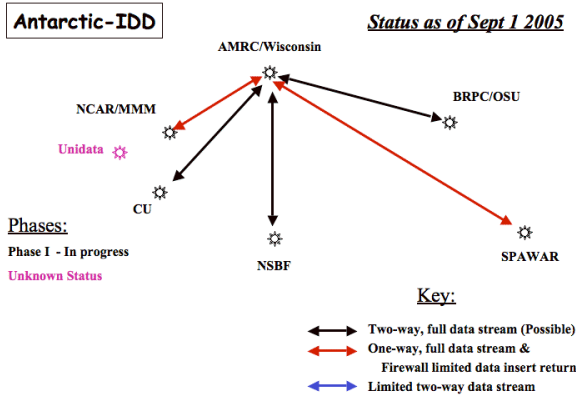 Antarctic-IDD
Status as of Sept 1 2005
AMRC/Wisconsin
BRPC/OSU
NCAR/MMM
Unidata
CU
NSBF
SPAWAR
Phases:
Phase I - In progress
Unknown Status
Key:
Two-way, full data stream (Possible)
One-way, full data stream &
Firewall limited data insert return
Limited two-way data stream